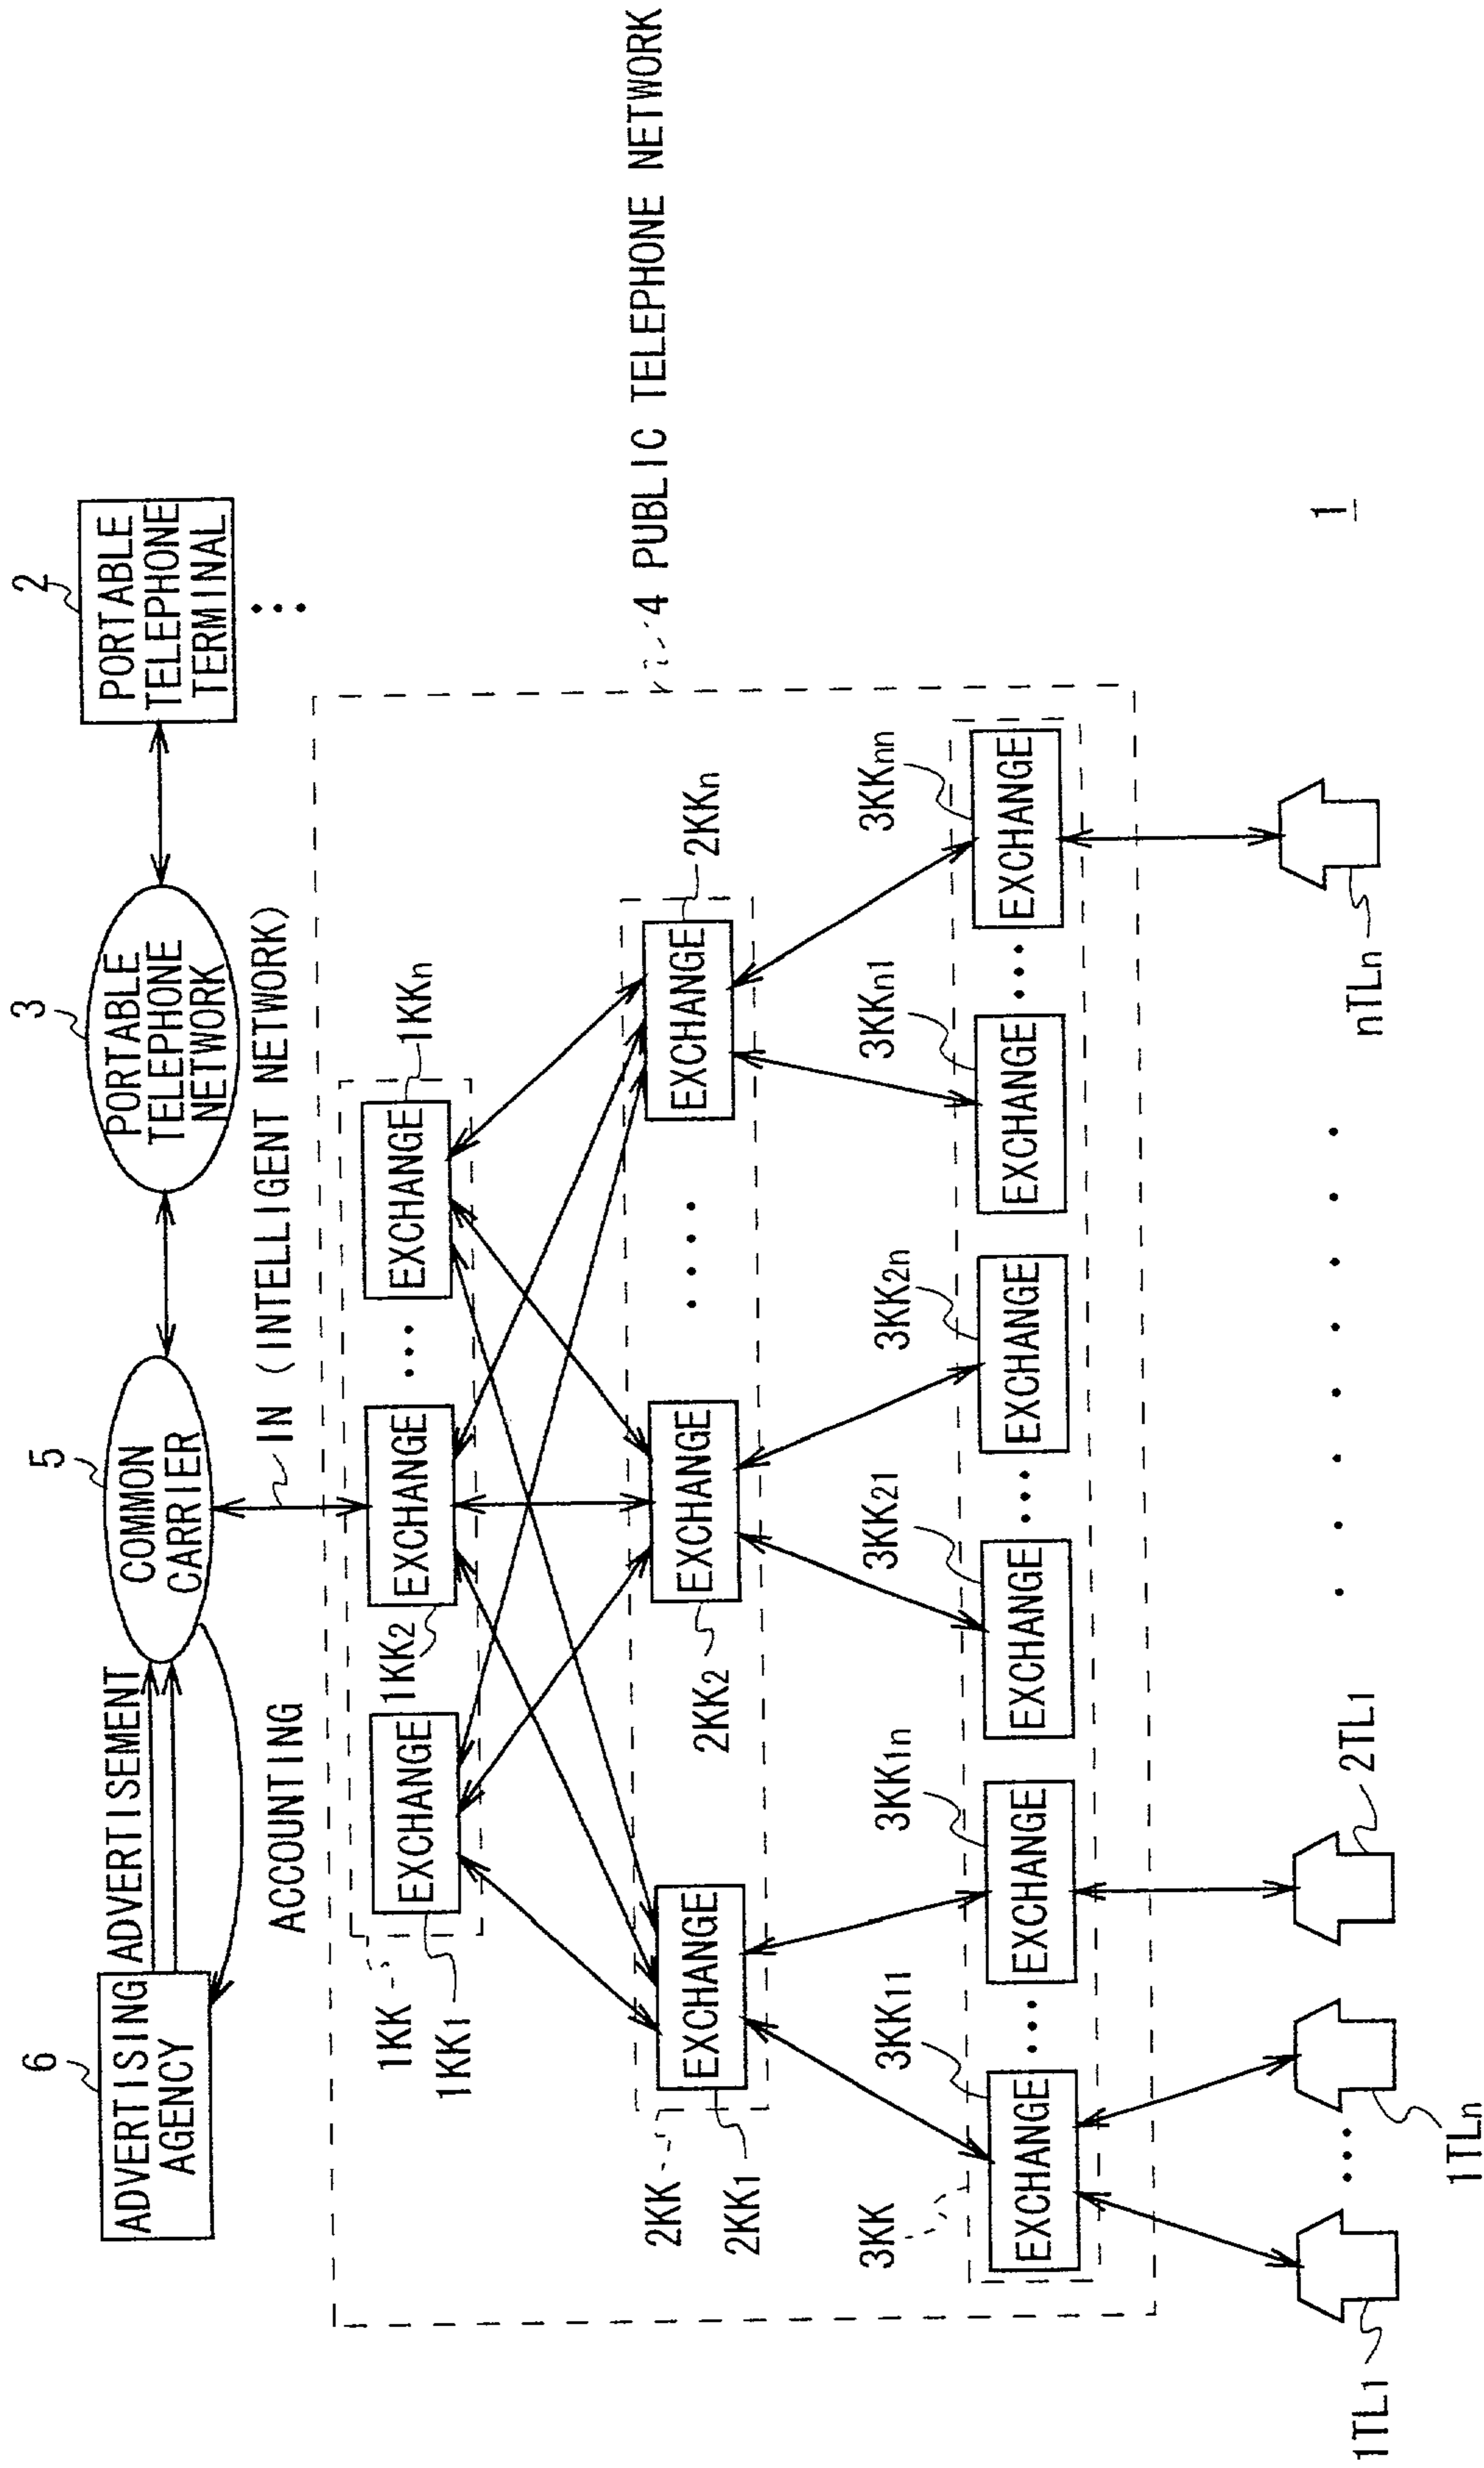 6
ADVERTISING
AGENCY
ADVERTISEMENT
ACCOUNTING
5
COMMON
CARRIER
3
PORTABLE
TELEPHONE
NETWORK
2
PORTABLE
TELEPHONE
TERMINAL
IN (INTELLIGENT NETWORK)
4 PUBLIC TELEPHONE NETWORK
1KK
1KK1
EXCHANGE
1KK2
EXCHANGE
...
EXCHANGE
1KKn
2KK
2KK1
EXCHANGE
2KK2
EXCHANGE
....
EXCHANGE
2KKn
3KK
3KK11
EXCHANGE
...
3KK1n
EXCHANGE
3KK21
EXCHANGE
...
3KK2n
EXCHANGE
3KKn1
EXCHANGE
...
3KKnn
EXCHANGE
1TL1
...
1TLn
2TL1
........
nTLn
1